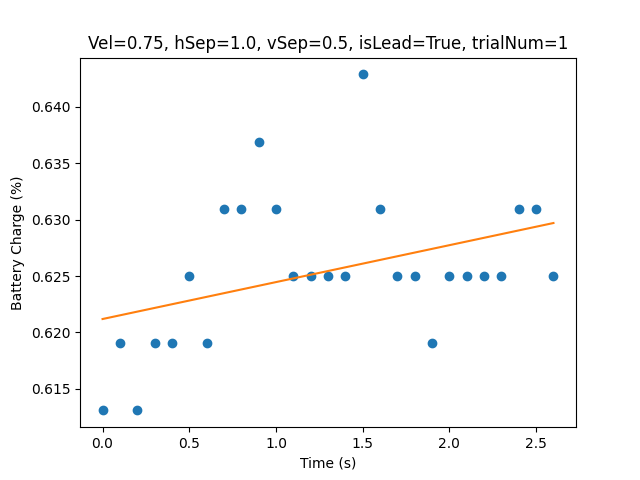 Vel=0.75, hSep=1.0, vSep=0.5, isLead=True, trialNum=1
0.640
0.635
0.630
0.625
0.620
0.615
Battery Charge (%)
0.0 0.5 1.0 1.5 2.0 2.5
Time (s)